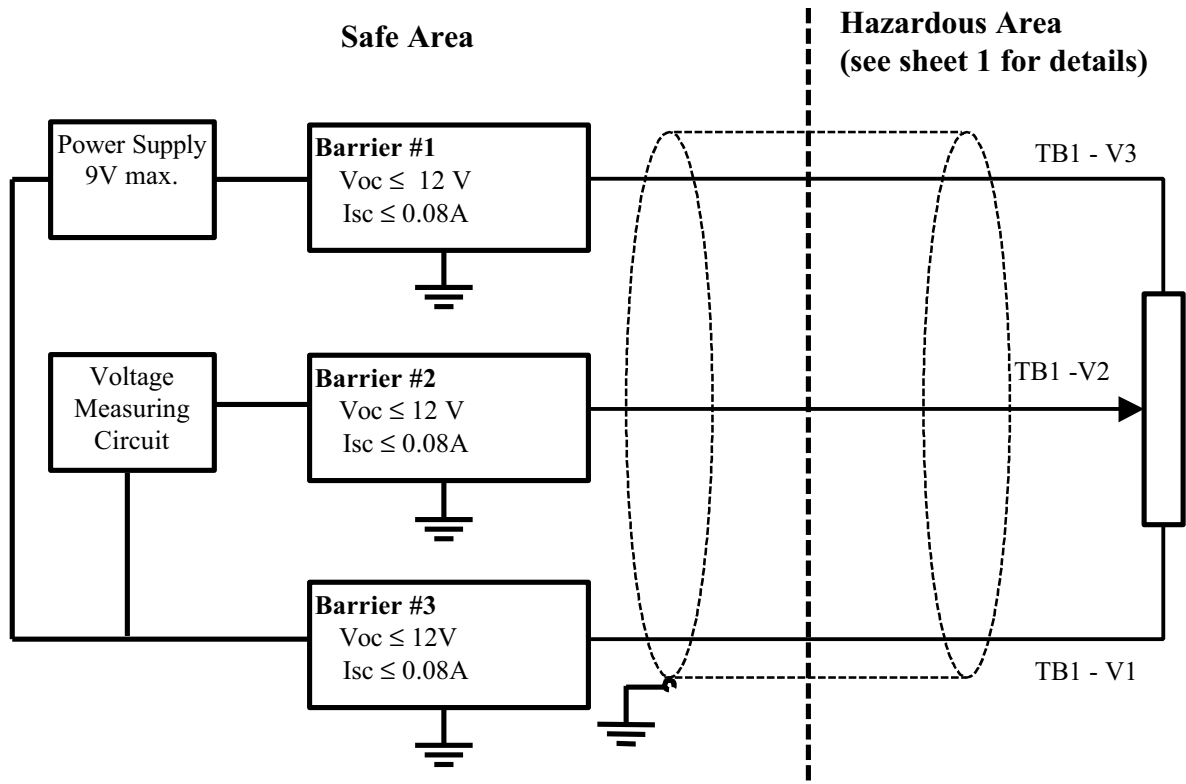 Safe Area
Hazardous Area
(see sheet 1 for details)
Power Supply
9V max.
Barrier #1
Voc ≤ 12 V
Isc ≤ 0.08A
TB1 - V3
Voltage
Measuring
Circuit
Barrier #2
Voc ≤ 12 V
Isc ≤ 0.08A
TB1 -V2
Barrier #3
Voc ≤ 12V
Isc ≤ 0.08A
TB1 - V1